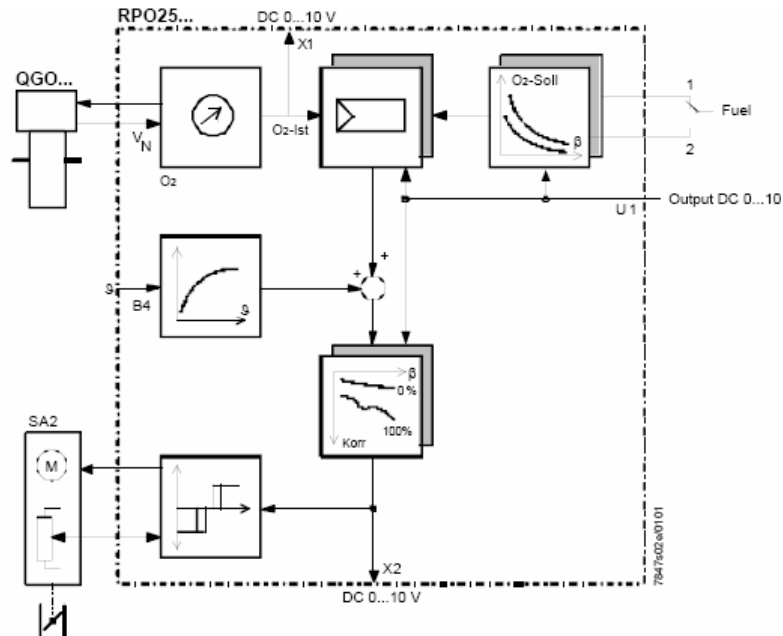 RPO25...
DC 0...10 V
X1
QGO...
V_N
O₂
O₂-Ist
O₂-Soll
β
1
Fuel
2
U 1
Output DC 0...10
+
+
ϑ
B4
ϑ
β
0 %
100%
Korr
SA2
M
X2
DC 0...10 V
7847s02e/0101